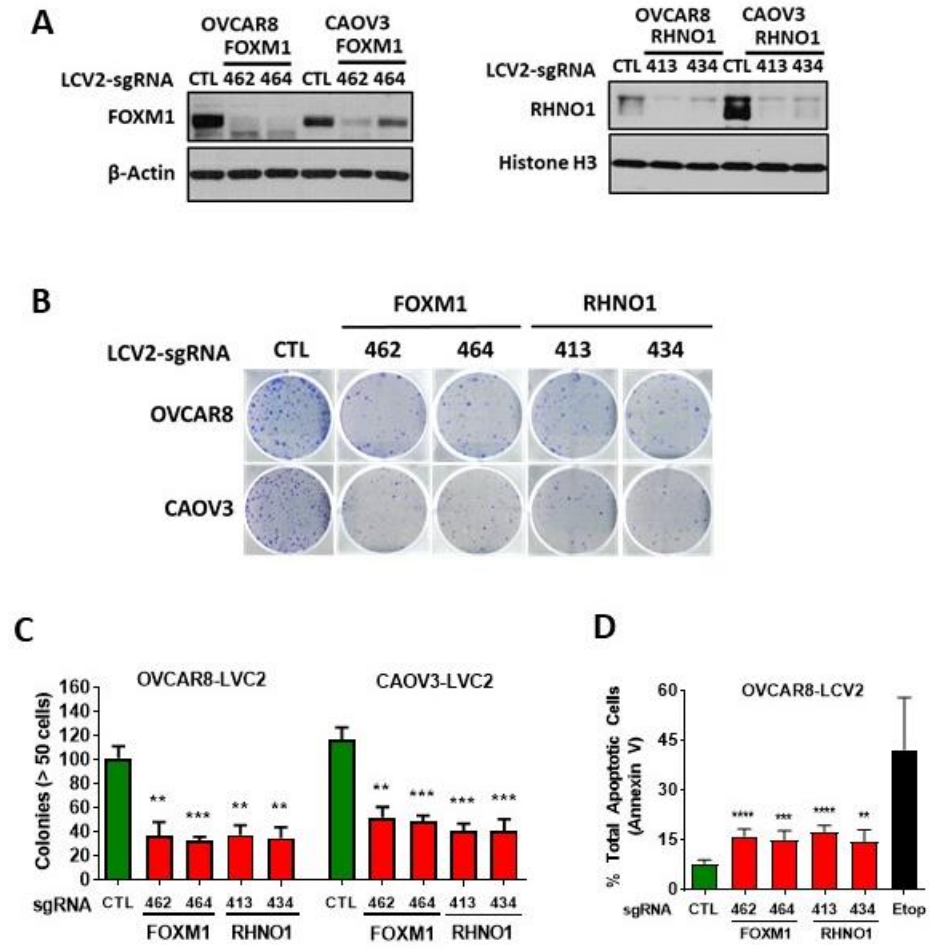 A
OVCAR8 CAOV3
FOXM1 FOXM1
LCV2-sgRNA CTL 462 464 CTL 462 464
FOXM1
β-Actin
OVCAR8 CAOV3
RHNO1 RHNO1
LCV2-sgRNA CTL 413 434 CTL 413 434
RHNO1
Histone H3
B
FOXM1 RHNO1
LCV2-sgRNA CTL 462 464 413 434
OVCAR8
CAOV3
C
OVCAR8-LVC2 CAOV3-LVC2
Colonies (> 50 cells)
160
140
120
100
80
60
40
20
0
** *** ** ** ** *** *** ***
sgRNA CTL 462 464 413 434 CTL 462 464 413 434
FOXM1 RHNO1 FOXM1 RHNO1
D
OVCAR8-LCV2
% Total Apoptotic Cells
(Annexin V)
60
45
30
15
0
**** *** **** **
sgRNA CTL 462 464 413 434 Etop
FOXM1 RHNO1